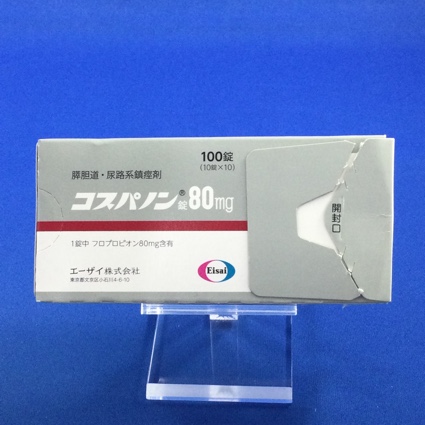 100錠
(10錠×10)
膵胆道・尿路系鎮痙剤
コスパノン®錠80mg
1錠中 フロプロピオン80mg含有
エーザイ株式会社
東京都文京区小石川4-6-10
Eisai
開封口